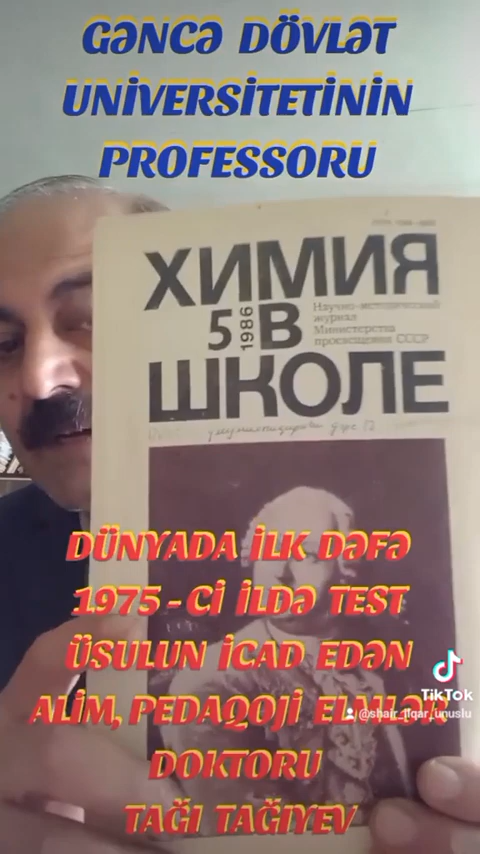 GƏNCƏ DÖVLƏT
UNİVERSİTETİNİN
PROFESSORU
ХИМИЯ
5 1986 В
Научно-методический
журнал
Министерства
просвещения СССР
ШКОЛЕ
DÜNYADA İLK DƏFƏ
1975-Cİ İLDƏ TEST
ÜSULUN İCAD EDƏN
ALİM, PEDAQOJİ ELMLƏR
DOKTORU
TAĞI TAĞIYEV
TikTok